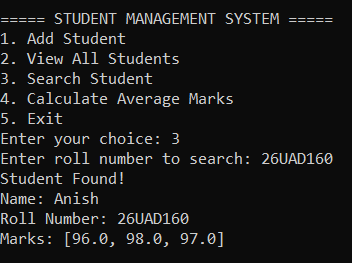 ===== STUDENT MANAGEMENT SYSTEM =====
1. Add Student
2. View All Students
3. Search Student
4. Calculate Average Marks
5. Exit
Enter your choice: 3
Enter roll number to search: 26UAD160
Student Found!
Name: Anish
Roll Number: 26UAD160
Marks: [96.0, 98.0, 97.0]